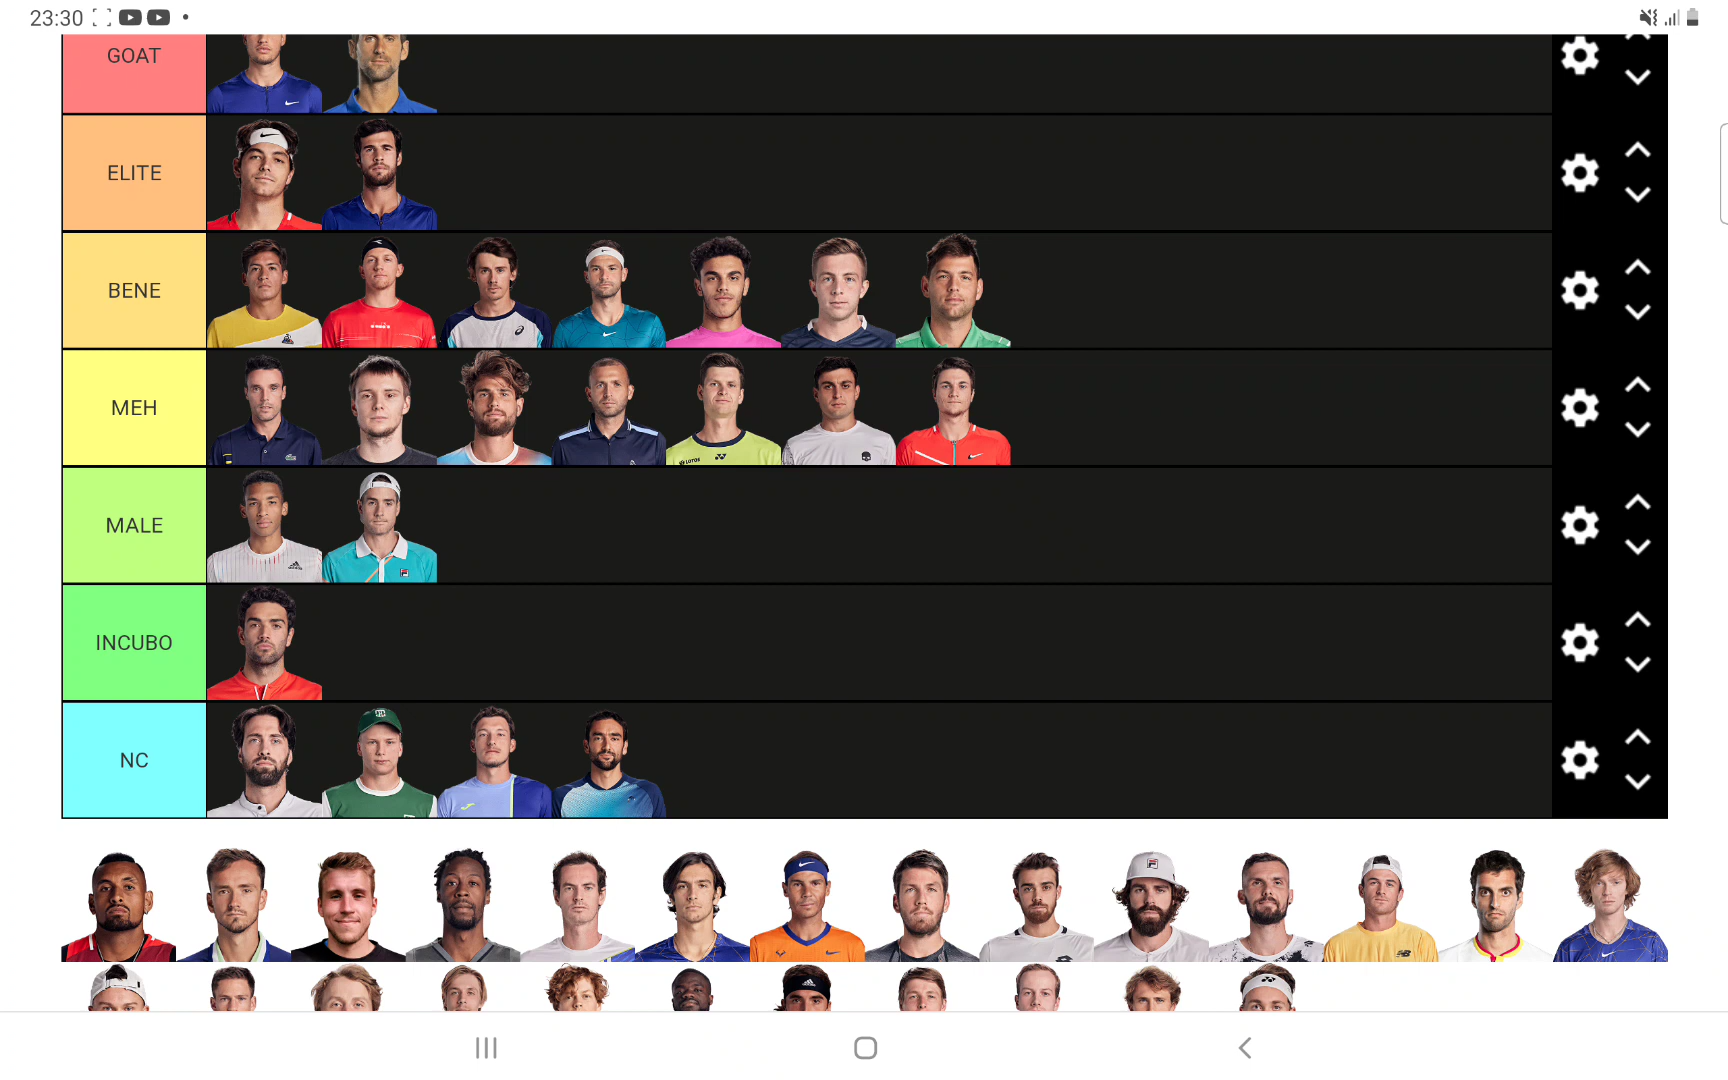 23:30
GOAT
ELITE
BENE
MEH
MALE
INCUBO
NC